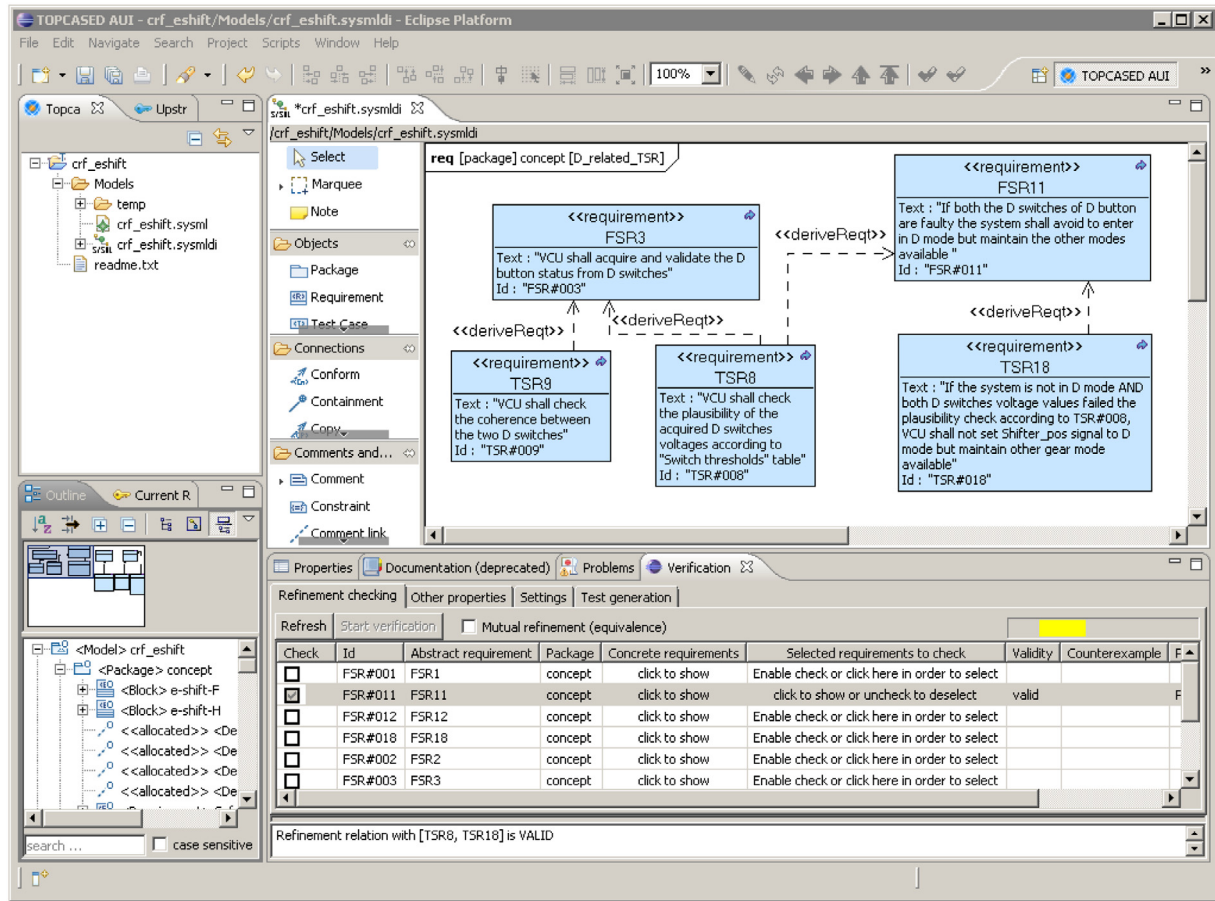 TOPCASED AUI - crf_eshift/Models/crf_eshift.sysmldi - Eclipse Platform
File Edit Navigate Search Project Scripts Window Help
100%
TOPCASED AUI
»
Topca
Upstr
crf_eshift
Models
temp
crf_eshift.sysml
crf_eshift.sysmldi
readme.txt
*crf_eshift.sysmldi
/crf_eshift/Models/crf_eshift.sysmldi
Select
Marquee
Note
Objects
Package
Requirement
Test Case
Connections
Conform
Containment
Copy
Comments and...
Comment
Constraint
Comment link
req [package] concept [D_related_TSR]
<<requirement>>
FSR3
Text : "VCU shall acquire and validate the D
button status from D switches"
Id : "FSR#003"
<<requirement>>
FSR11
Text : "If both the D switches of D button
are faulty the system shall avoid to enter
in D mode but maintain the other modes
available "
Id : "FSR#011"
<<deriveReqt>>
<<deriveReqt>>
<<deriveReqt>>
<<deriveReqt>>
<<requirement>>
TSR9
Text : "VCU shall check
the coherence between
the two D switches"
Id : "TSR#009"
<<requirement>>
TSR8
Text : "VCU shall check
the plausibility of the
acquired D switches
voltages according to
"Switch thresholds" table"
Id : "TSR#008"
<<requirement>>
TSR18
Text : "If the system is not in D mode AND
both D switches voltage values failed the
plausibility check according to TSR#008,
VCU shall not set Shifter_pos signal to D
mode but maintain other gear mode
available"
Id : "TSR#018"
Outline
Current R
<Model> crf_eshift
<Package> concept
<Block> e-shift-F
<Block> e-shift-H
<<allocated>> <De
<<allocated>> <De
<<allocated>> <De
<<allocated>> <De
search ...
case sensitive
Properties
Documentation (deprecated)
Problems
Verification
Refinement checking
Other properties
Settings
Test generation
Refresh
Start verification
Mutual refinement (equivalence)
Check Id Abstract requirement Package Concrete requirements Selected requirements to check Validity Counterexample F
FSR#001 FSR1 concept click to show Enable check or click here in order to select
FSR#011 FSR11 concept click to show click to show or uncheck to deselect valid F
FSR#012 FSR12 concept click to show Enable check or click here in order to select
FSR#018 FSR18 concept click to show Enable check or click here in order to select
FSR#002 FSR2 concept click to show Enable check or click here in order to select
FSR#003 FSR3 concept click to show Enable check or click here in order to select
Refinement relation with [TSR8, TSR18] is VALID